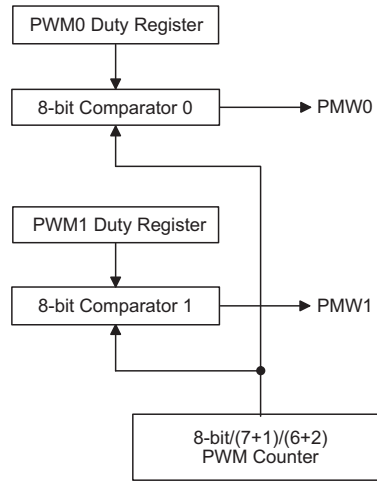 PWM0 Duty Register
8-bit Comparator 0
PMW0
PWM1 Duty Register
8-bit Comparator 1
PMW1
8-bit/(7+1)/(6+2)
PWM Counter